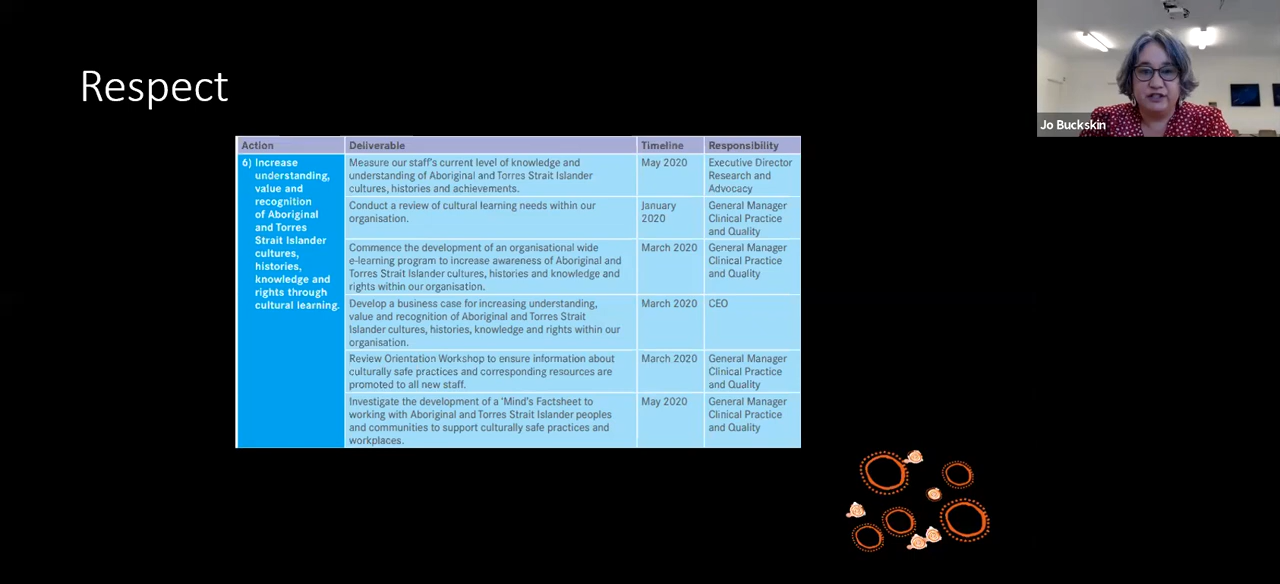 Respect
Jo Buckskin
Action Deliverable Timeline Responsibility
6) Increase
understanding,
value and
recognition
of Aboriginal
and Torres
Strait Islander
cultures,
histories,
knowledge and
rights through
cultural learning.
Measure our staff's current level of knowledge and
understanding of Aboriginal and Torres Strait Islander
cultures, histories and achievements.
May 2020
Executive Director
Research and
Advocacy
Conduct a review of cultural learning needs within our
organisation.
January
2020
General Manager
Clinical Practice
and Quality
Commence the development of an organisational wide
e-learning program to increase awareness of Aboriginal and
Torres Strait Islander cultures, histories and knowledge and
rights within our organisation.
March 2020
General Manager
Clinical Practice
and Quality
Develop a business case for increasing understanding,
value and recognition of Aboriginal and Torres Strait
Islander cultures, histories, knowledge and rights within our
organisation.
March 2020
CEO
Review Orientation Workshop to ensure information about
culturally safe practices and corresponding resources are
promoted to all new staff.
March 2020
General Manager
Clinical Practice
and Quality
Investigate the development of a 'Mind's Factsheet to
working with Aboriginal and Torres Strait Islander peoples
and communities to support culturally safe practices and
workplaces.
May 2020
General Manager
Clinical Practice
and Quality